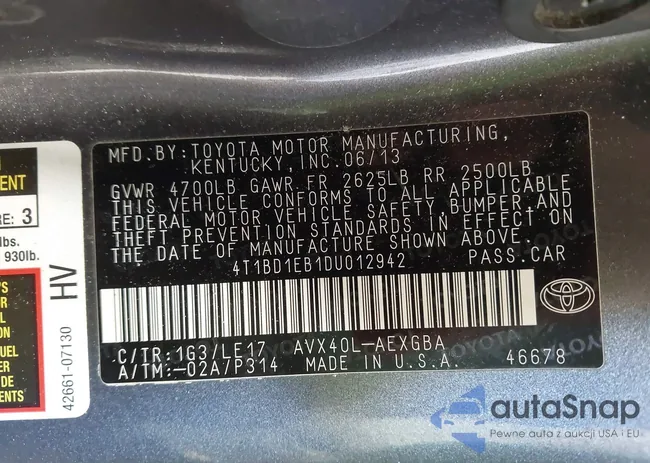 MFD.BY:TOYOTA MOTOR MANUFACTURING,
KENTUCKY,INC.06/13
GVWR 4700LB GAWR FR 2625LB RR 2500LB
THIS VEHICLE CONFORMS TO ALL APPLICABLE
FEDERAL MOTOR VEHICLE SAFETY,BUMPER,AND
THEFT PREVENTION STANDARDS IN EFFECT ON
THE DATE OF MANUFACTURE SHOWN ABOVE.
4T1BD1EB1DU012942 PASS.CAR
C/TR:1G3/LE17 AVX40L-AEXGBA
A/TM:-02A/P314 MADE IN U.S.A. 46678
ENT
RE: 3
lbs.
930lb.
HV
42661-07130
autaSnap
Pewne auta z aukcji USA i EU